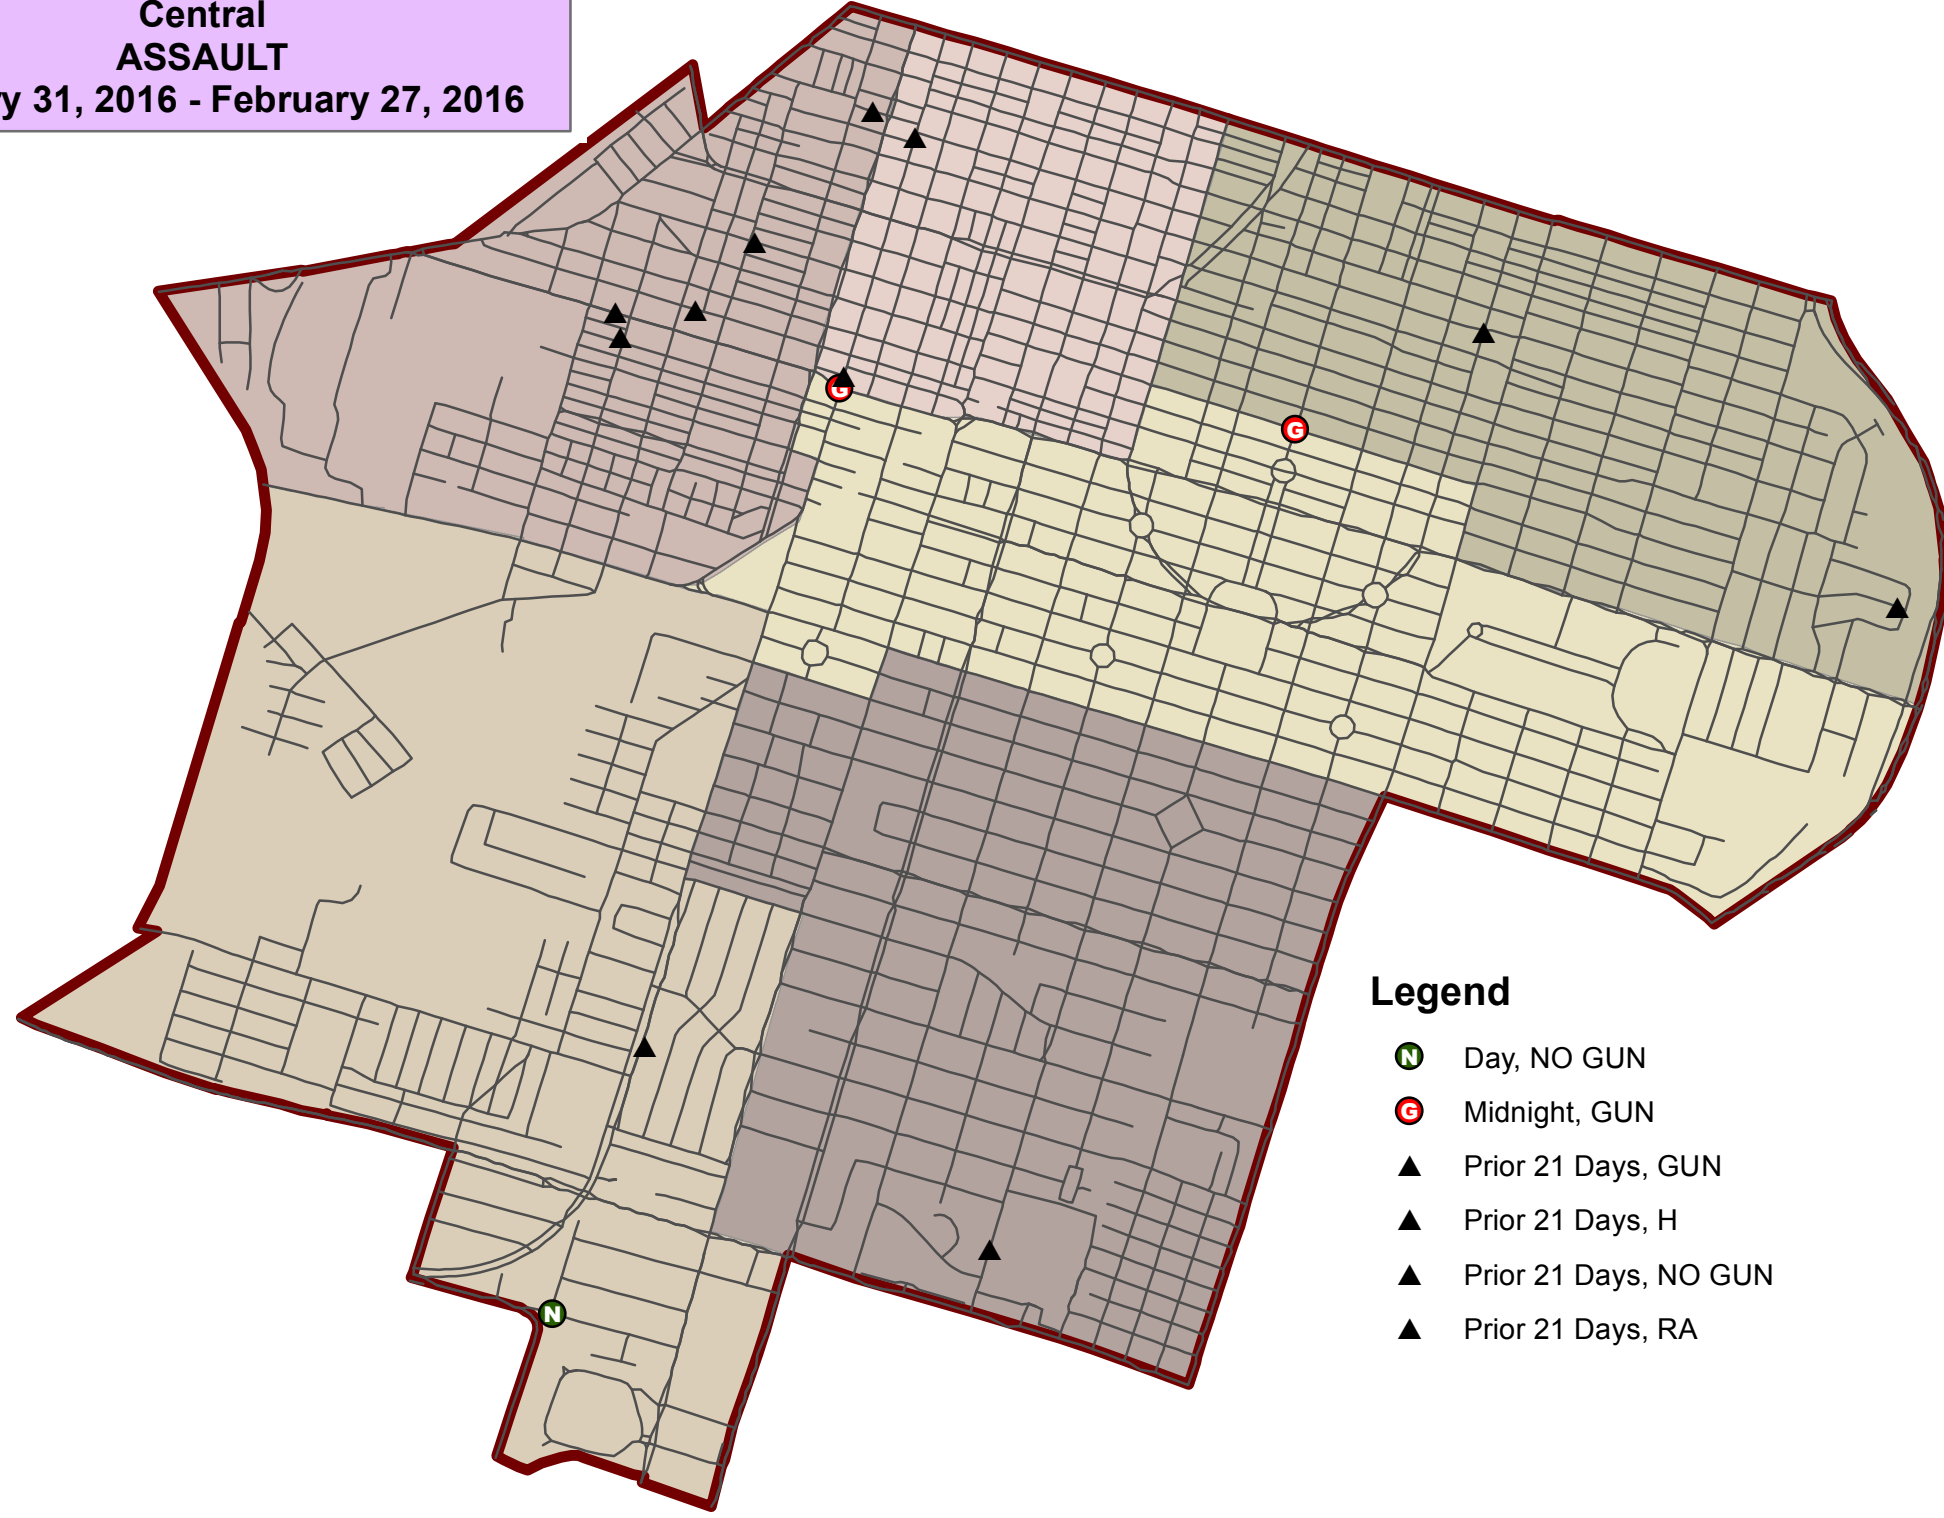 Central
ASSAULT
y 31, 2016 - February 27, 2016
G
G
N
Legend
N Day, NO GUN
G Midnight, GUN
Prior 21 Days, GUN
Prior 21 Days, H
Prior 21 Days, NO GUN
Prior 21 Days, RA